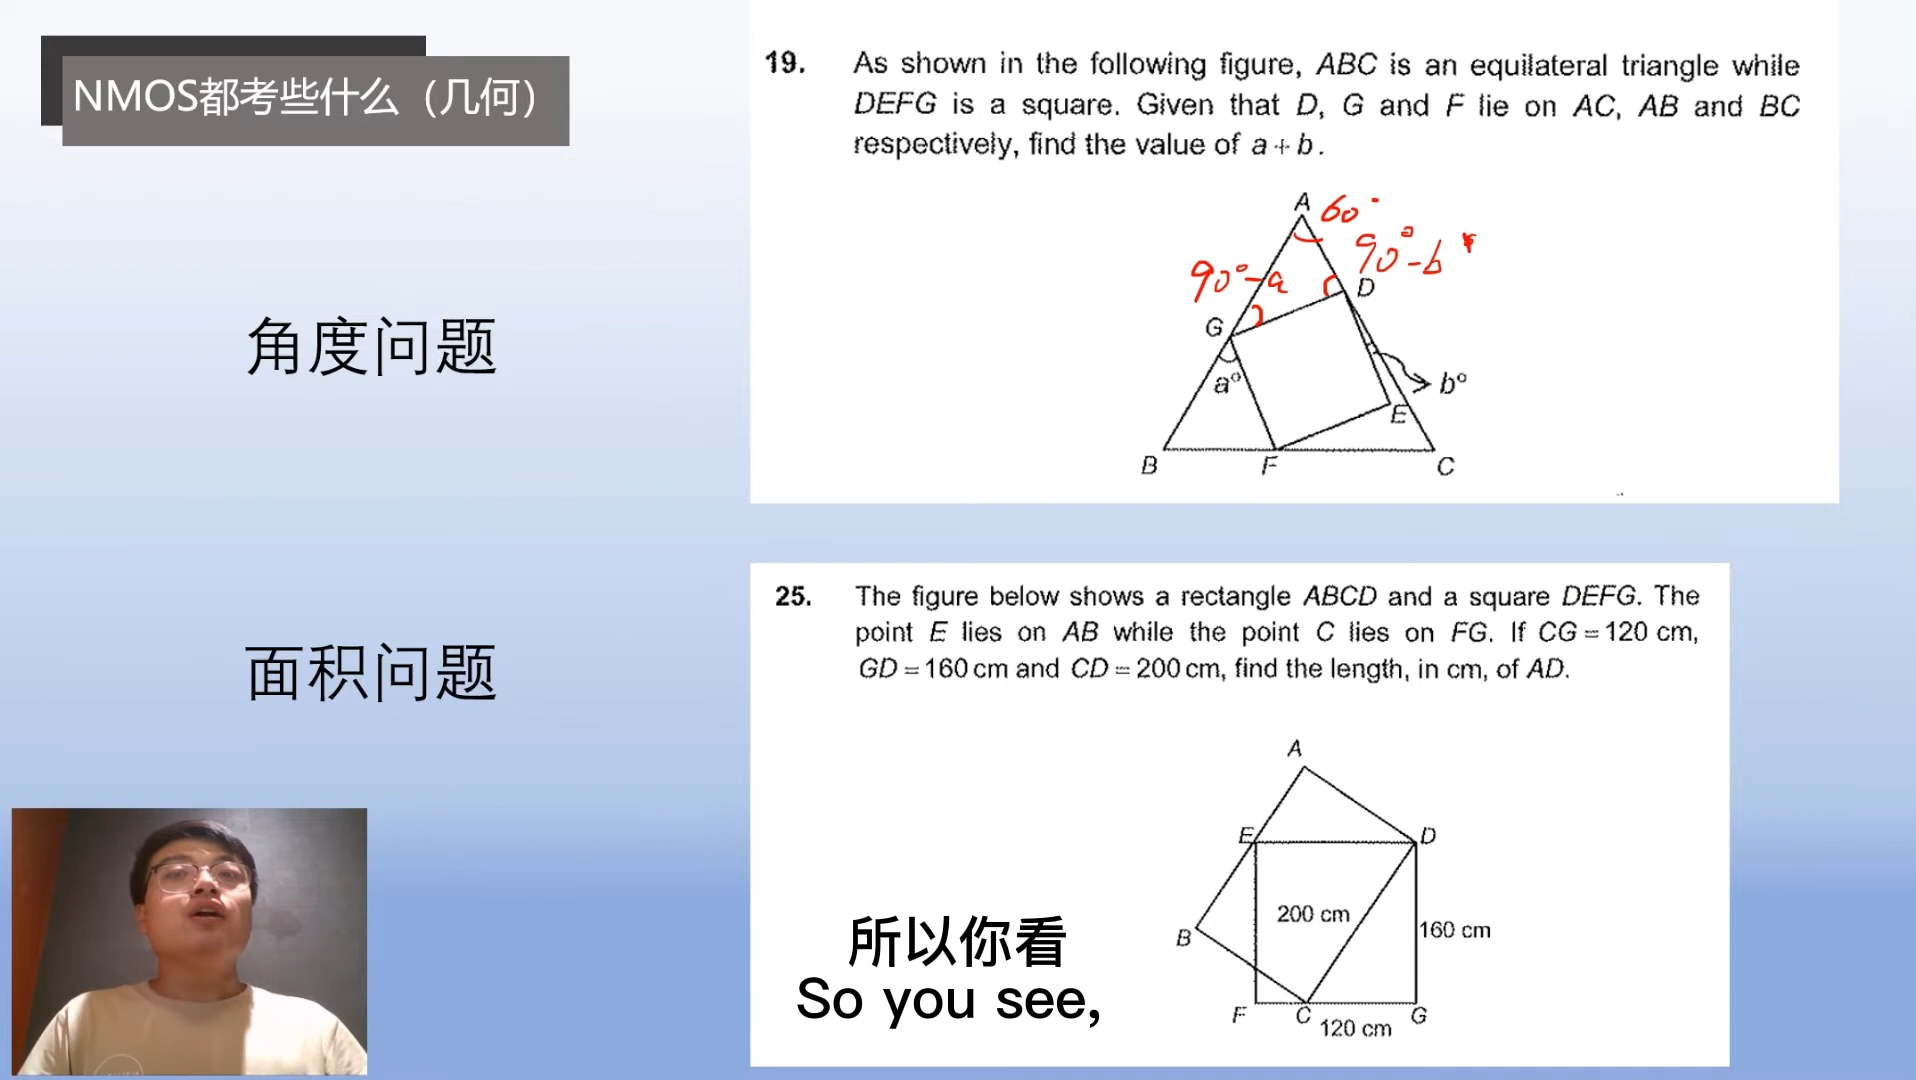 NMOS都考些什么（几何）
角度问题
面积问题
19. As shown in the following figure, ABC is an equilateral triangle while
DEFG is a square. Given that D, G and F lie on AC, AB and BC
respectively, find the value of a + b.
A 60°
90°-b
90°-a
D
G
a°
b°
E
B F C
25. The figure below shows a rectangle ABCD and a square DEFG. The
point E lies on AB while the point C lies on FG. If CG = 120 cm,
GD = 160 cm and CD = 200 cm, find the length, in cm, of AD.
A
E D
200 cm
160 cm
B
F C G
120 cm
所以你看
So you see,